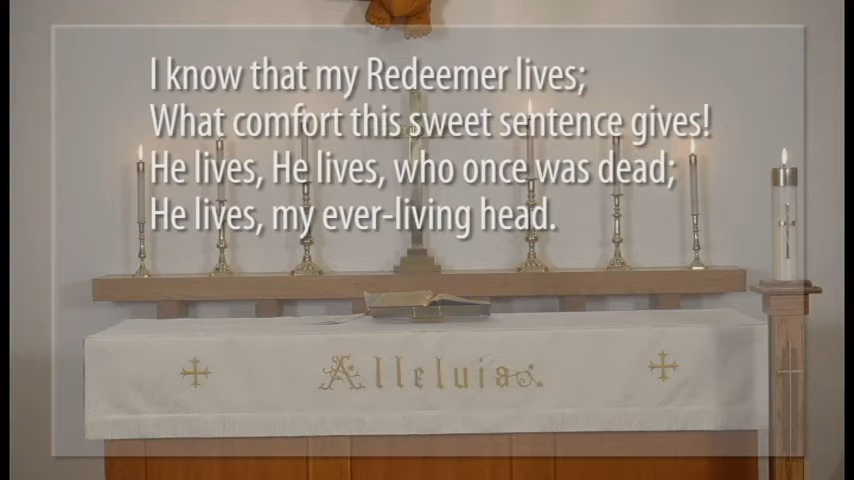 I know that my Redeemer lives;
What comfort this sweet sentence gives!
He lives, He lives, who once was dead;
He lives, my ever-living head.
Alleluia